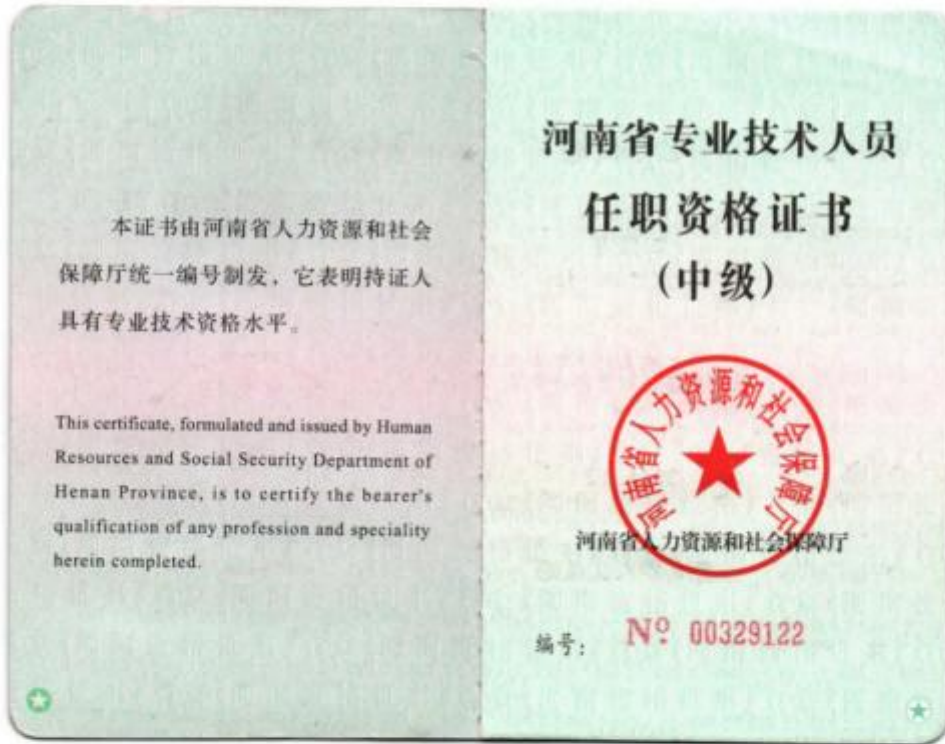 本证书由河南省人力资源和社会
保障厅统一编号制发，它表明持证人
具有专业技术资格水平。
This certificate, formulated and issued by Human
Resources and Social Security Department of
Henan Province, is to certify the bearer's
qualification of any profession and speciality
herein completed.
河南省专业技术人员
任职资格证书
(中级)
河南省人力资源和社会保障厅
河南省人力资源和社会保障厅
编号： Nº 00329122